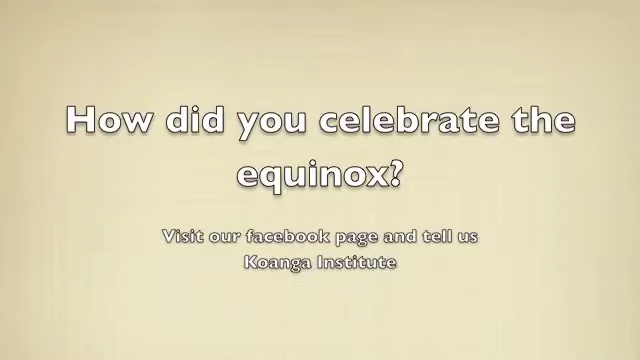 How did you celebrate the
equinox?
Visit our facebook page and tell us
Koanga Institute